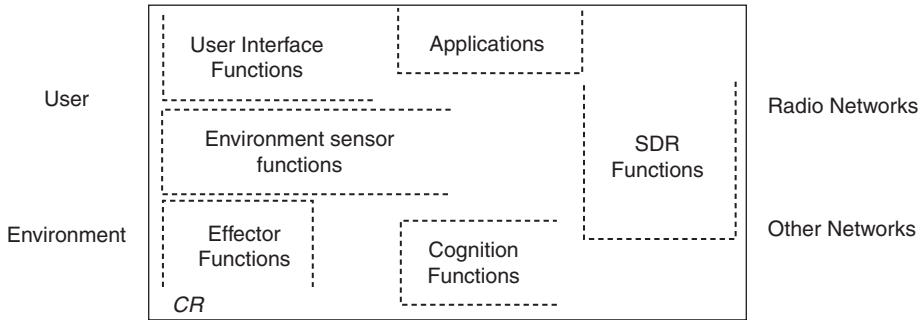 User Interface
Functions
Applications
User
Radio Networks
Environment sensor
functions
SDR
Functions
Environment
Effector
Functions
Cognition
Functions
Other Networks
CR